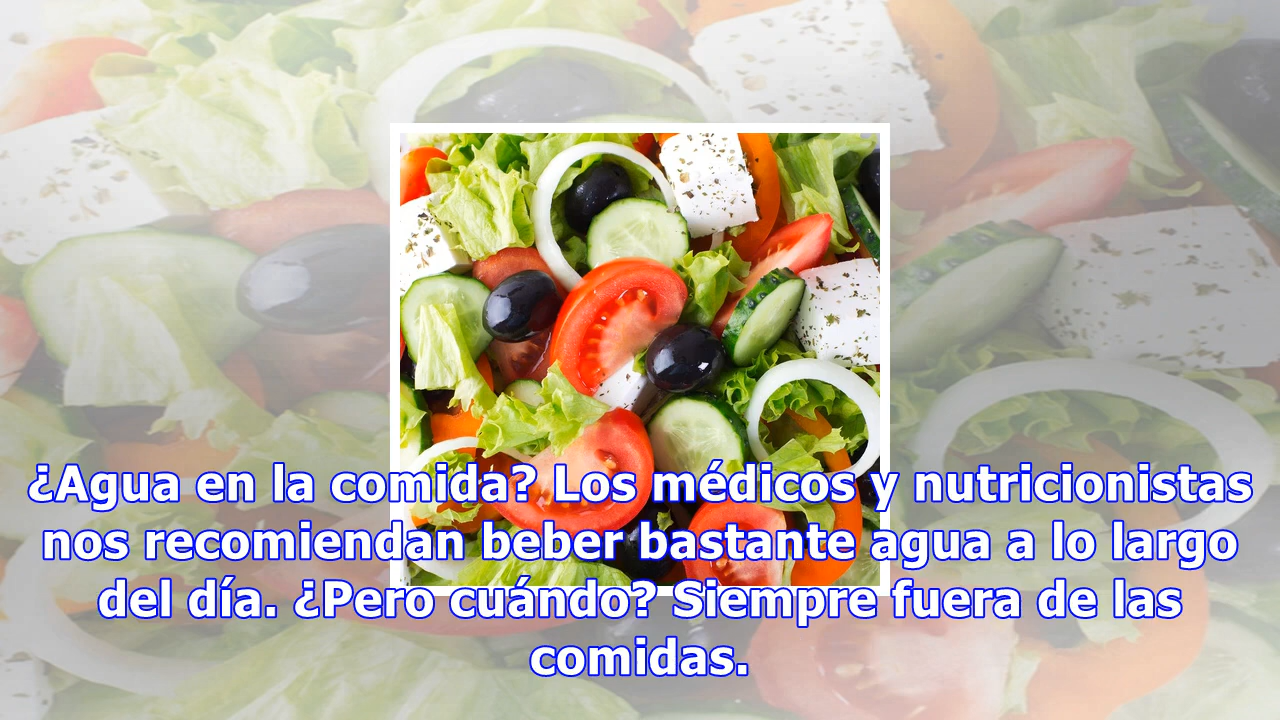 ¿Agua en la comida? Los médicos y nutricionistas
nos recomiendan beber bastante agua a lo largo
del día. ¿Pero cuándo? Siempre fuera de las
comidas.